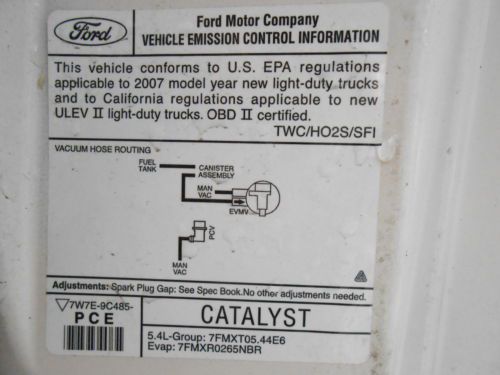 Ford
Ford Motor Company
VEHICLE EMISSION CONTROL INFORMATION
This vehicle conforms to U.S. EPA regulations
applicable to 2007 model year new light-duty trucks
and to California regulations applicable to new
ULEV II light-duty trucks. OBD II certified.
TWC/HO2S/SFI
VACUUM HOSE ROUTING
FUEL
TANK
CANISTER
ASSEMBLY
MAN
VAC
EVMV
PCV
MAN
VAC
Adjustments: Spark Plug Gap: See Spec Book.No other adjustments needed.
7W7E-9C485-
PCE
CATALYST
5.4L-Group: 7FMXT05.44E6
Evap: 7FMXR0265NBR